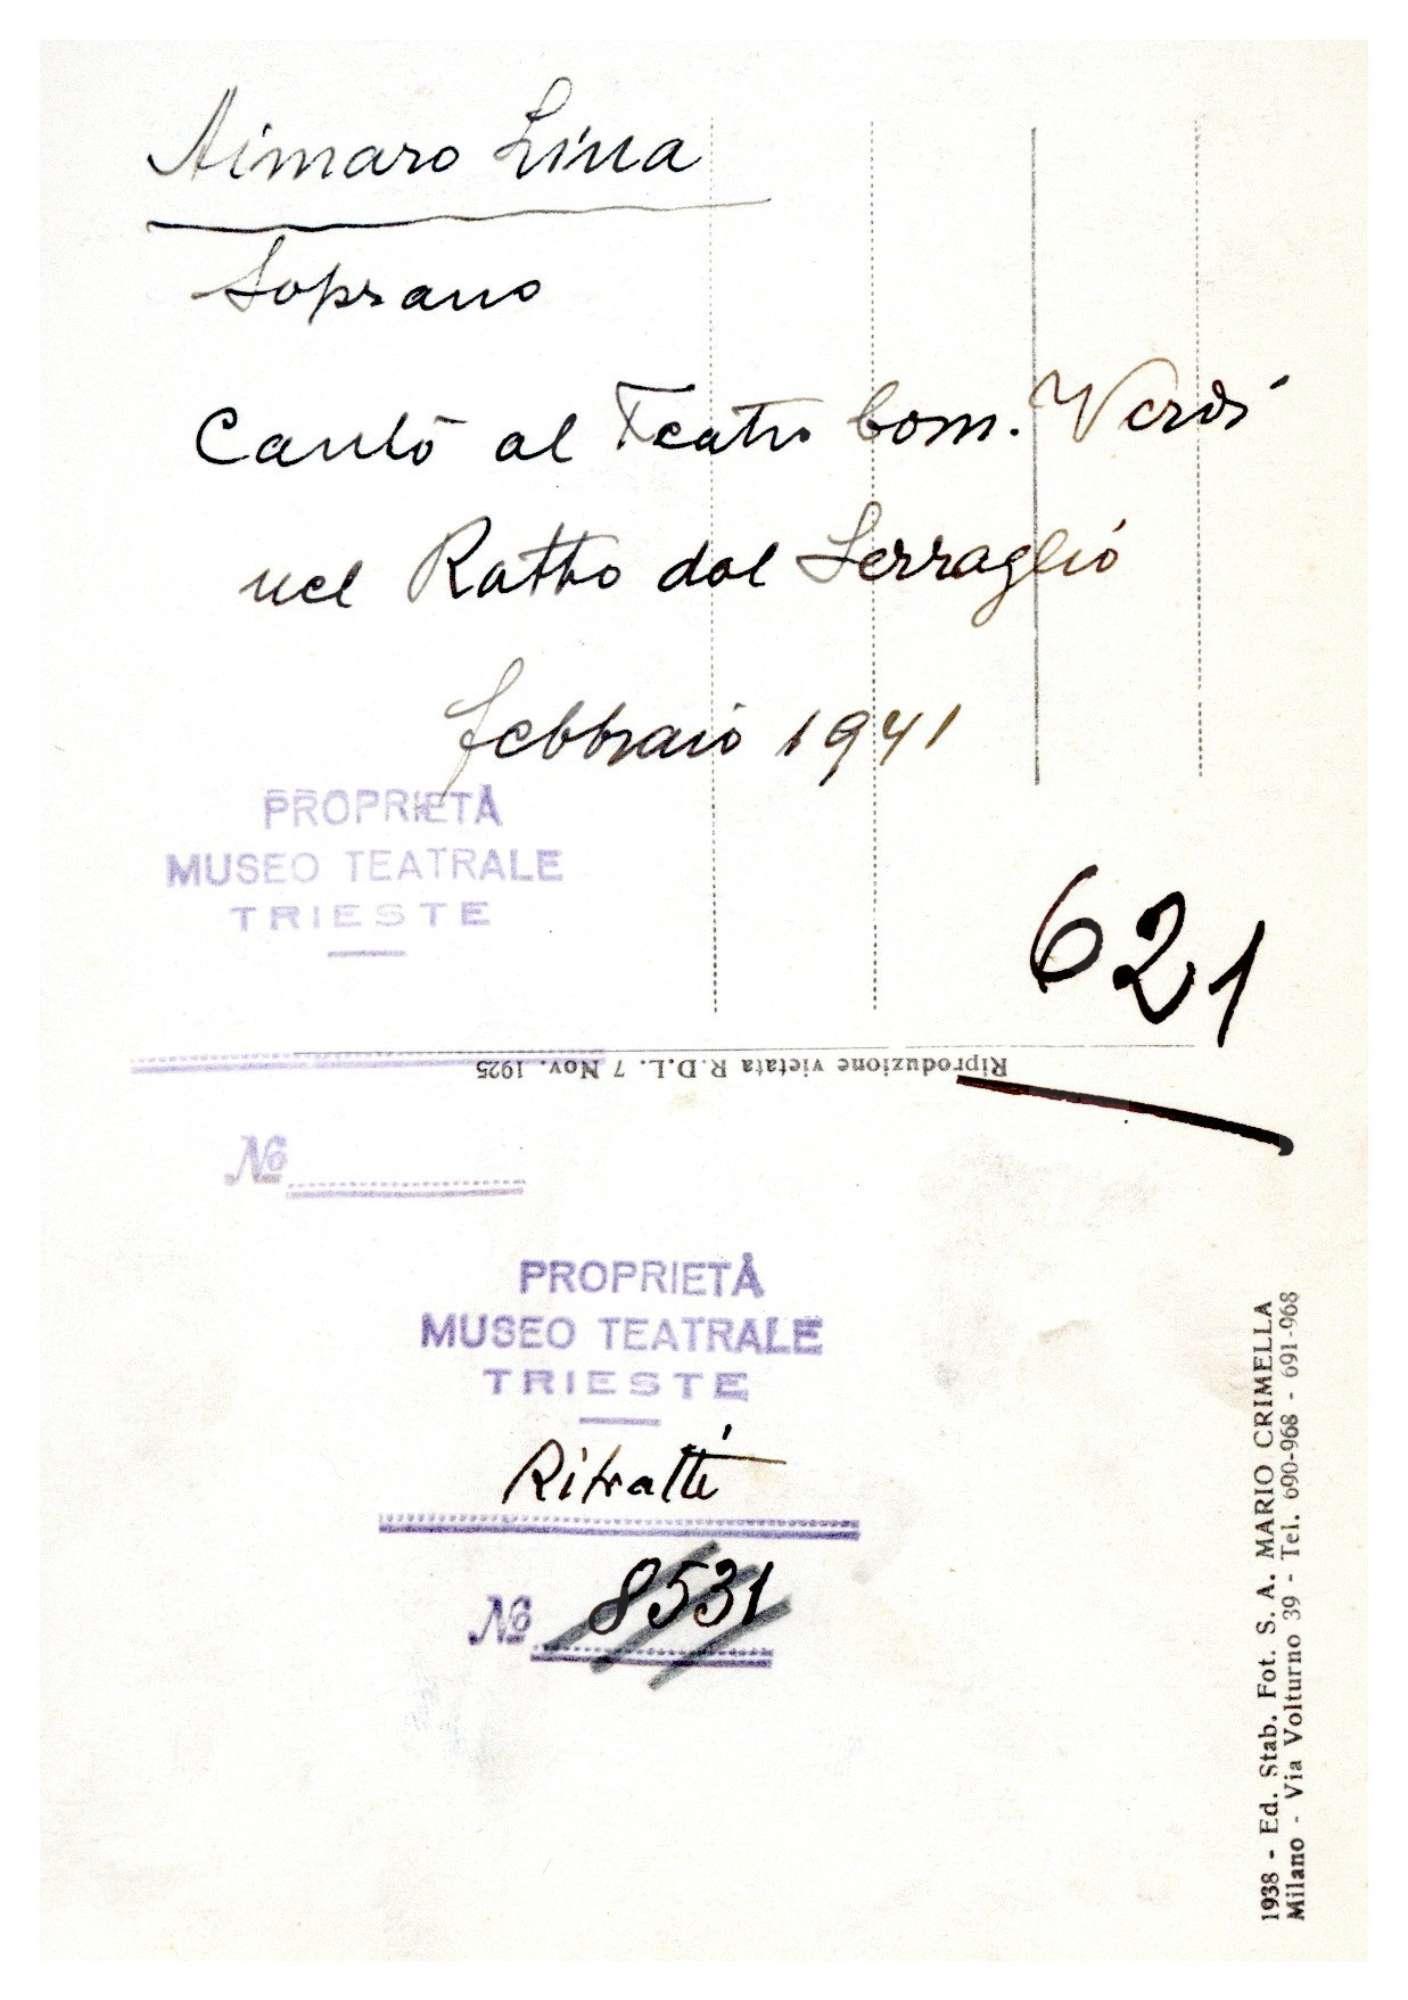 Aimaro Lina
Soprano
Cantò al Teatro Com. Verdi
nel Ratto dal Serraglio
febbraio 1941
PROPRIETÀ
MUSEO TEATRALE
TRIESTE
621
Riproduzione vietata R.D.L. 7 Nov. 1925
No
PROPRIETÀ
MUSEO TEATRALE
TRIESTE
Ritratti
No 8531
1938 - Ed. Stab. Fot. S. A. MARIO CRIMELLA
Milano - Via Volturno 39 - Tel. 690-968 - 691-968